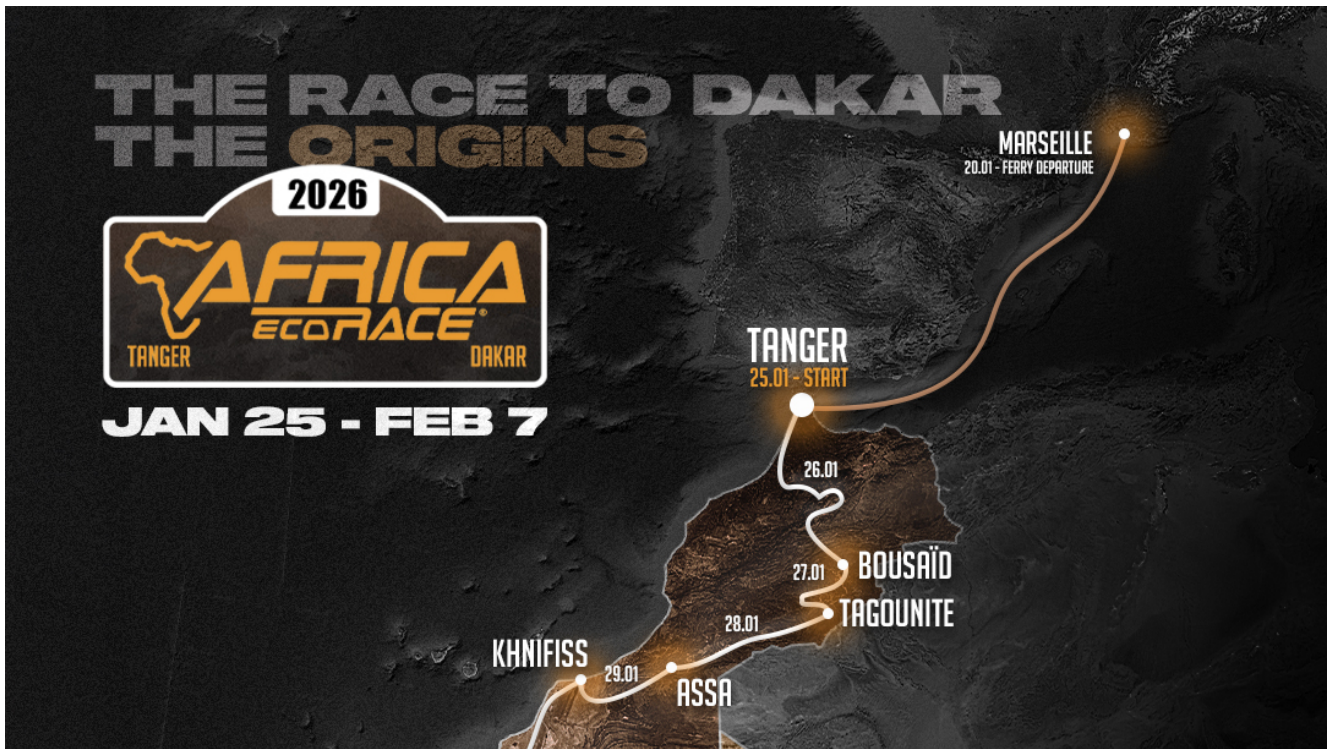 THE RACE TO DAKAR
THE ORIGINS
2026
AFRICA
ECORACE®
TANGER
DAKAR
JAN 25 - FEB 7
MARSEILLE
20.01 - FERRY DEPARTURE
TANGER
25.01 - START
26.01
BOUSAÏD
27.01
TAGOUNITE
28.01
KHNIFISS
29.01
ASSA